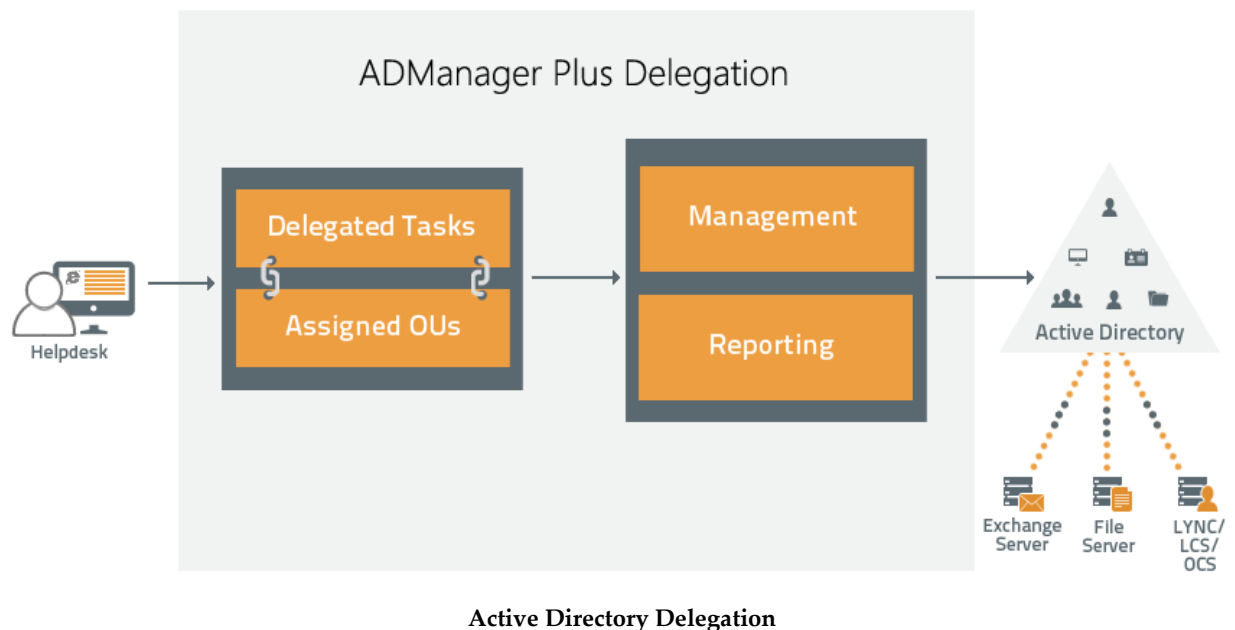 ADManager Plus Delegation
Delegated Tasks
Assigned OUs
Management
Reporting
Helpdesk
Active Directory
Exchange
Server
File
Server
LYNC/
LCS/
OCS
Active Directory Delegation